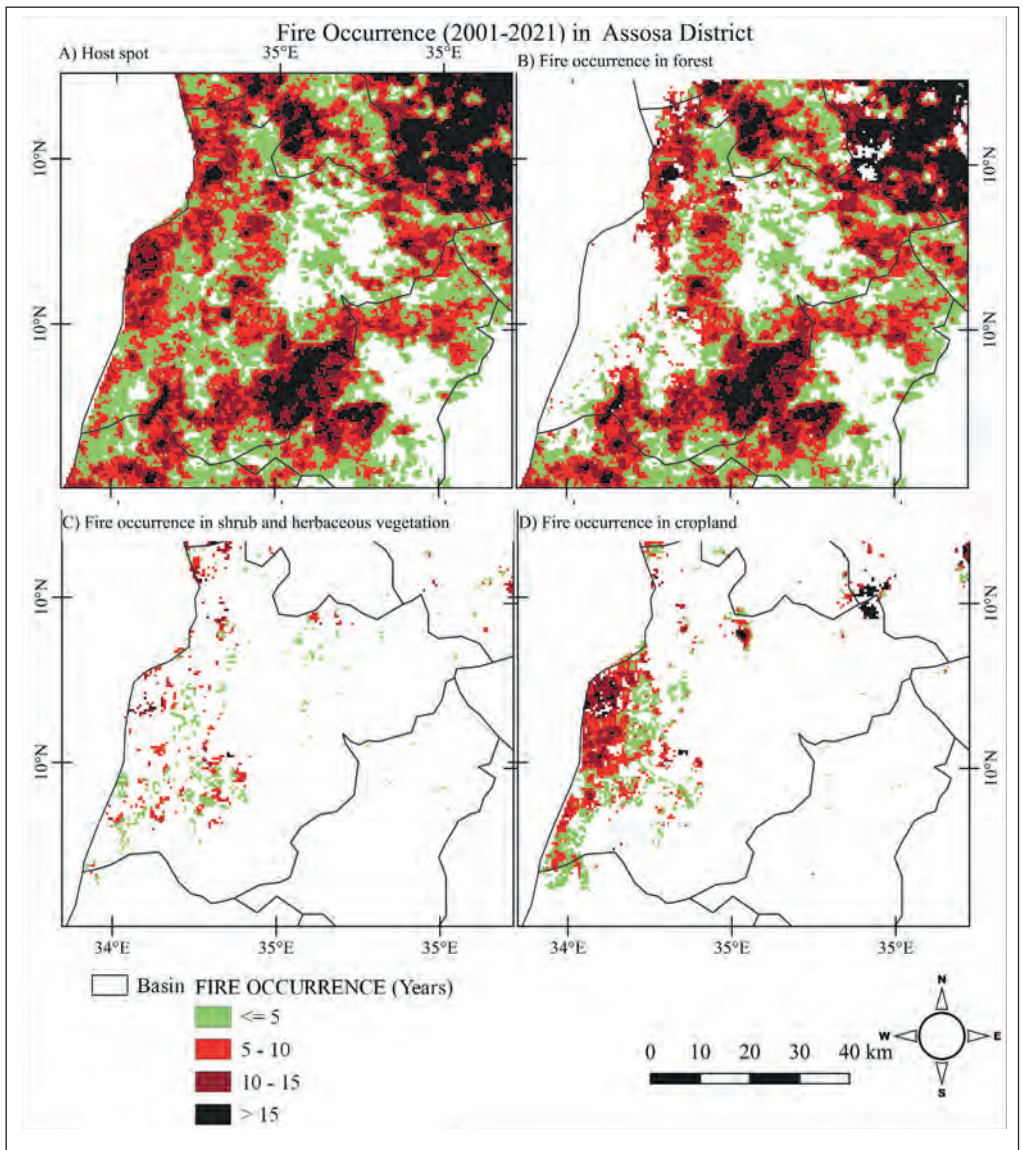 Fire Occurrence (2001-2021) in Assosa District
A) Host spot
35°E
35°E
B) Fire occurrence in forest
10°N
10°N
10°N
10°N
C) Fire occurrence in shrub and herbaceous vegetation
D) Fire occurrence in cropland
10°N
10°N
10°N
10°N
34°E
35°E
35°E
34°E
35°E
35°E
Basin
FIRE OCCURRENCE (Years)
<= 5
5 - 10
10 - 15
> 15
0 10 20 30 40 km
N
W
E
S